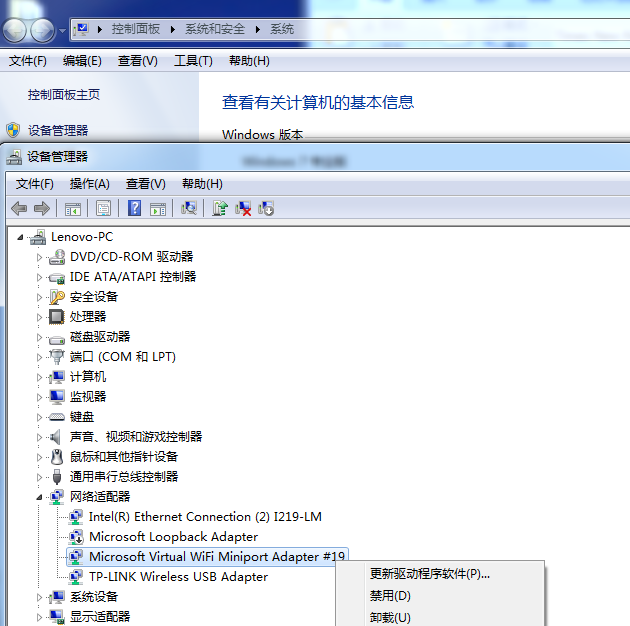 控制面板 系统和安全 系统
文件(F) 编辑(E) 查看(V) 工具(T) 帮助(H)
控制面板主页
查看有关计算机的基本信息
设备管理器
Windows 版本
设备管理器
Windows 7 专业版
文件(F) 操作(A) 查看(V) 帮助(H)
Lenovo-PC
DVD/CD-ROM 驱动器
IDE ATA/ATAPI 控制器
安全设备
处理器
磁盘驱动器
端口 (COM 和 LPT)
计算机
监视器
键盘
声音、视频和游戏控制器
鼠标和其他指针设备
通用串行总线控制器
网络适配器
Intel(R) Ethernet Connection (2) I219-LM
Microsoft Loopback Adapter
Microsoft Virtual WiFi Miniport Adapter #19
TP-LINK Wireless USB Adapter
更新驱动程序软件(P)...
禁用(D)
系统设备
卸载(U)
显示适配器